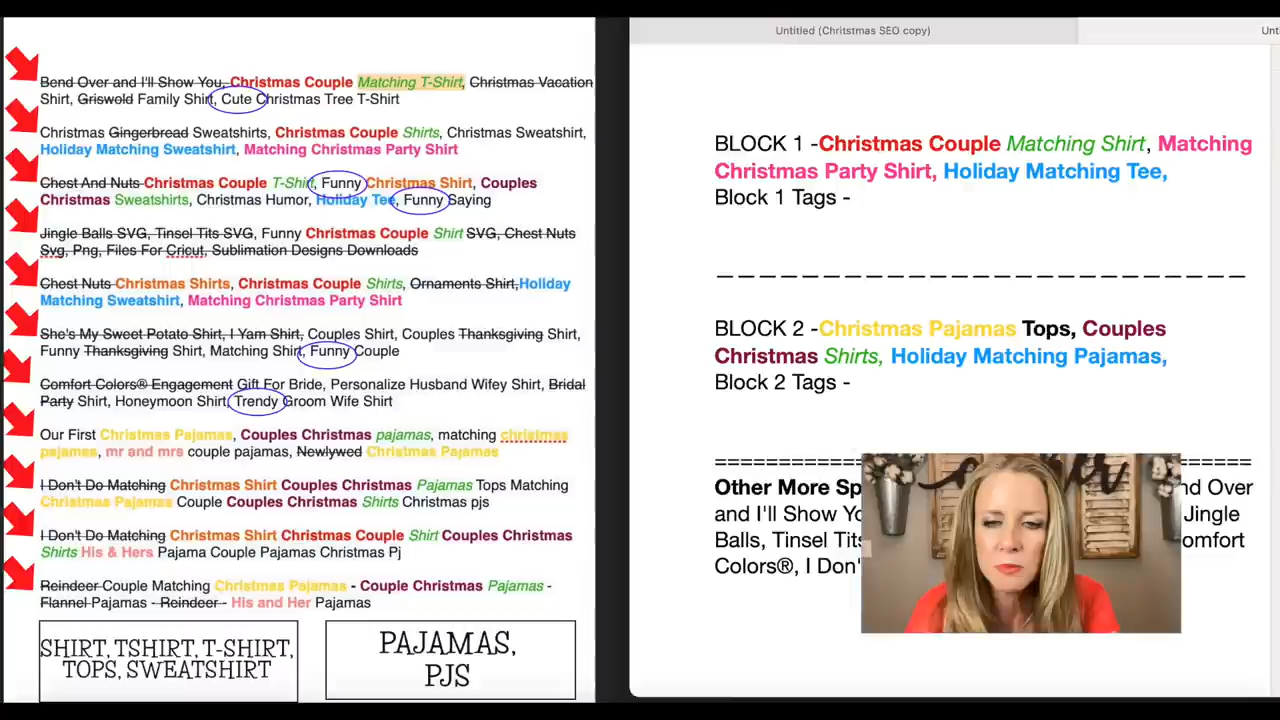 Untitled (Chritstmas SEO copy)
Bend Over and I'll Show You, Christmas Couple Matching T-Shirt, Christmas Vacation
Shirt, Griswold Family Shirt, Cute Christmas Tree T-Shirt
Christmas Gingerbread Sweatshirts, Christmas Couple Shirts, Christmas Sweatshirt,
Holiday Matching Sweatshirt, Matching Christmas Party Shirt
Chest And Nuts Christmas Couple T-Shirt, Funny Christmas Shirt, Couples
Christmas Sweatshirts, Christmas Humor, Holiday Tee, Funny Saying
Jingle Balls SVG, Tinsel Tits SVG, Funny Christmas Couple Shirt SVG, Chest Nuts
Svg, Png, Files For Cricut, Sublimation Designs Downloads
Chest Nuts Christmas Shirts, Christmas Couple Shirts, Ornaments Shirt,Holiday
Matching Sweatshirt, Matching Christmas Party Shirt
She's My Sweet Potato Shirt, I Yam Shirt, Couples Shirt, Couples Thanksgiving Shirt,
Funny Thanksgiving Shirt, Matching Shirt, Funny Couple
Comfort Colors® Engagement Gift For Bride, Personalize Husband Wifey Shirt, Bridal
Party Shirt, Honeymoon Shirt, Trendy Groom Wife Shirt
Our First Christmas Pajamas, Couples Christmas pajamas, matching christmas
pajamas, mr and mrs couple pajamas, Newlywed Christmas Pajamas
I Don't Do Matching Christmas Shirt Couples Christmas Pajamas Tops Matching
Christmas Pajamas Couple Couples Christmas Shirts Christmas pjs
I Don't Do Matching Christmas Shirt Christmas Couple Shirt Couples Christmas
Shirts His & Hers Pajama Couple Pajamas Christmas Pj
Reindeer Couple Matching Christmas Pajamas - Couple Christmas Pajamas -
Flannel Pajamas - Reindeer - His and Her Pajamas
SHIRT, TSHIRT, T-SHIRT,
TOPS, SWEATSHIRT
PAJAMAS,
PJS
BLOCK 1 -Christmas Couple Matching Shirt, Matching
Christmas Party Shirt, Holiday Matching Tee,
Block 1 Tags -
BLOCK 2 -Christmas Pajamas Tops, Couples
Christmas Shirts, Holiday Matching Pajamas,
Block 2 Tags -
Other More
and I'll Show Jingle
Balls, Tinsel Tits
Colors®, I Don'